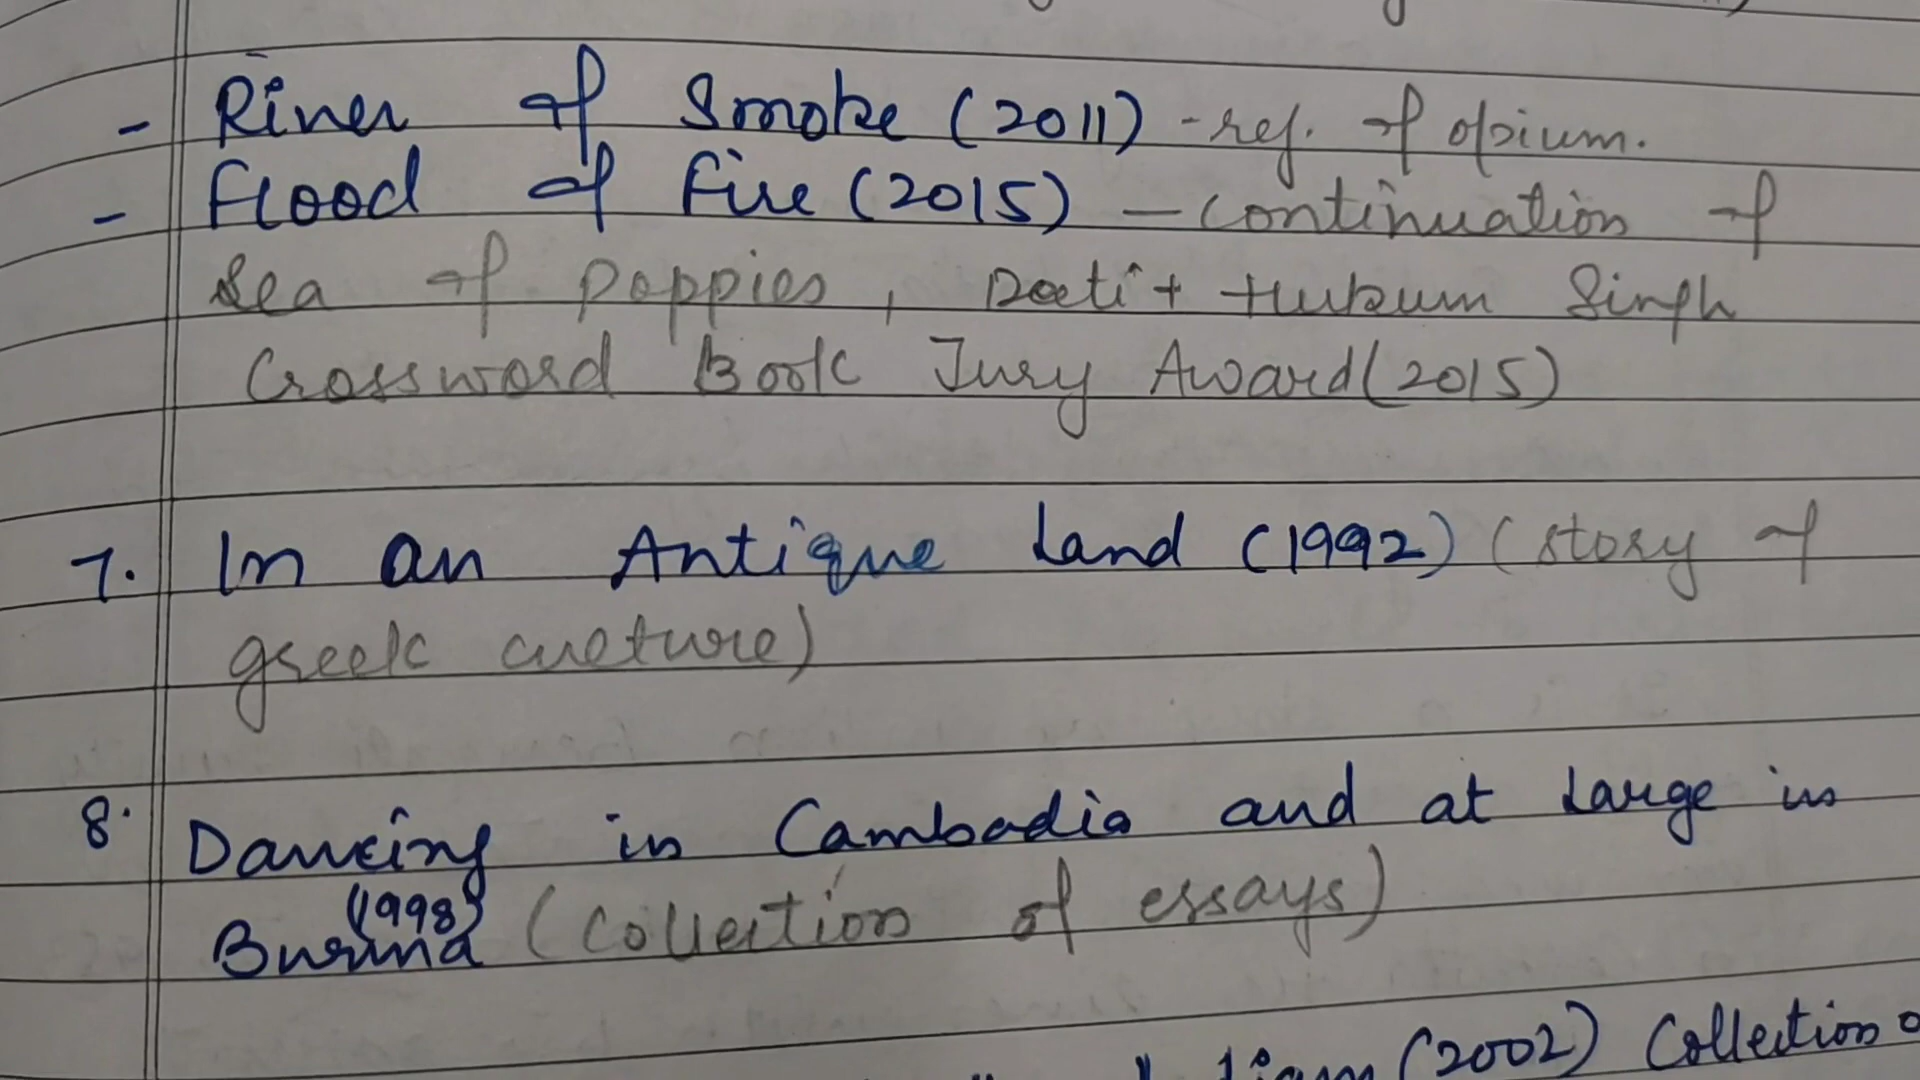 - River of Smoke (2011) - ref. of opium.
- Flood of Fire (2015) - continuation of
Sea of Poppies, Deeti + Hukum Singh
Crossword Book Jury Award (2015)
7. In an Antique Land (1992) (story of
greek culture)
8. Dancing in Cambadia and at Large in
Burma (1998) (Collection of essays)
(2002) Collection